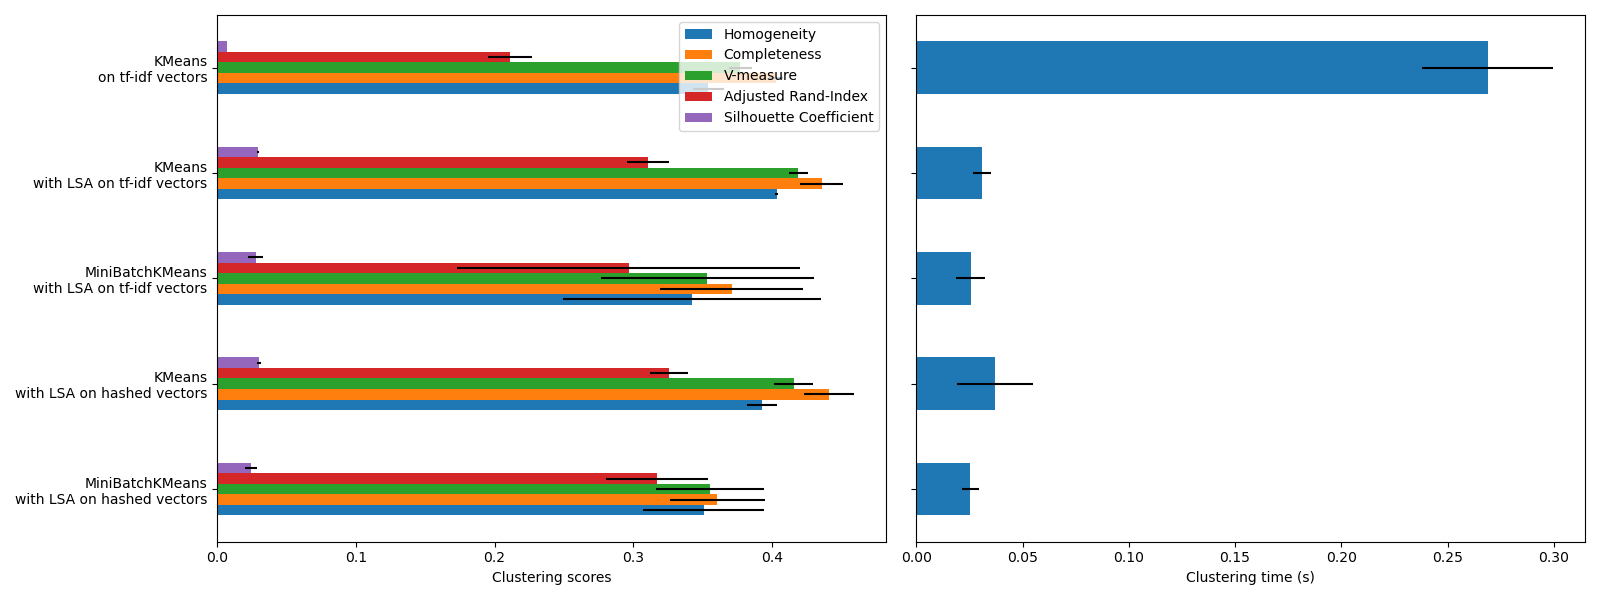 KMeans
on tf-idf vectors
KMeans
with LSA on tf-idf vectors
MiniBatchKMeans
with LSA on tf-idf vectors
KMeans
with LSA on hashed vectors
MiniBatchKMeans
with LSA on hashed vectors
Homogeneity
Completeness
V-measure
Adjusted Rand-Index
Silhouette Coefficient
0.0 0.1 0.2 0.3 0.4
Clustering scores
0.00 0.05 0.10 0.15 0.20 0.25 0.30
Clustering time (s)